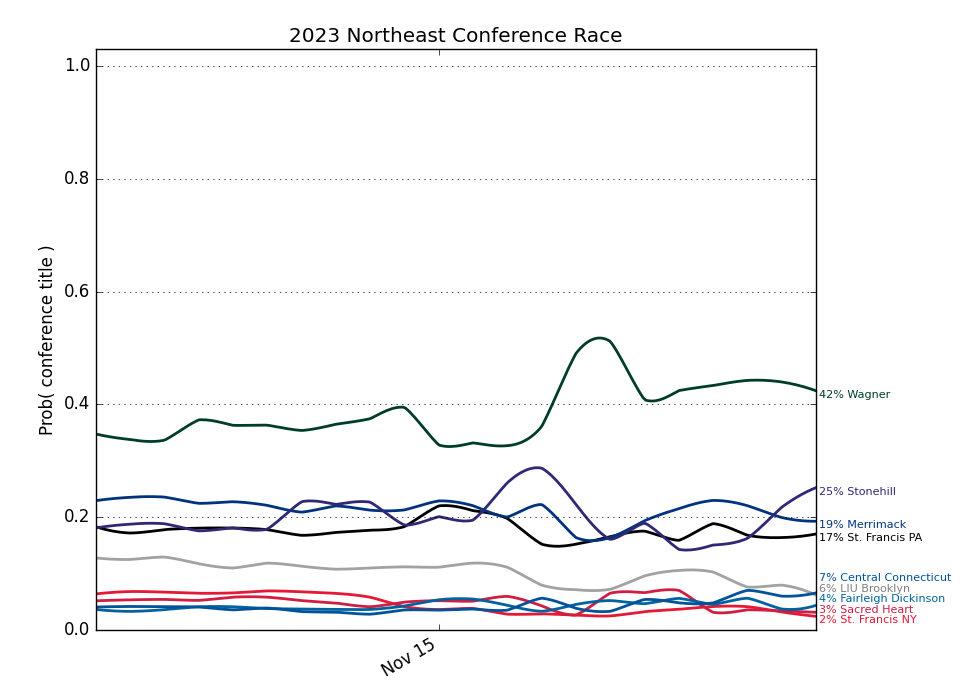 2023 Northeast Conference Race
1.0
0.8
0.6
0.4
0.2
0.0
Prob( conference title )
Nov 15
42% Wagner
25% Stonehill
19% Merrimack
17% St. Francis PA
7% Central Connecticut
6% LIU Brooklyn
4% Fairleigh Dickinson
3% Sacred Heart
2% St. Francis NY